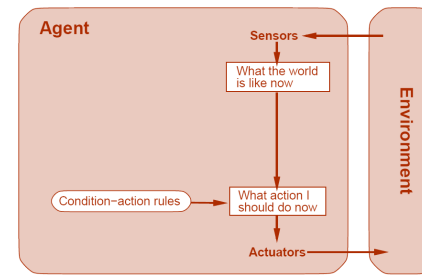 Agent
Sensors
What the world
is like now
Environment
Condition−action rules
What action I
should do now
Actuators